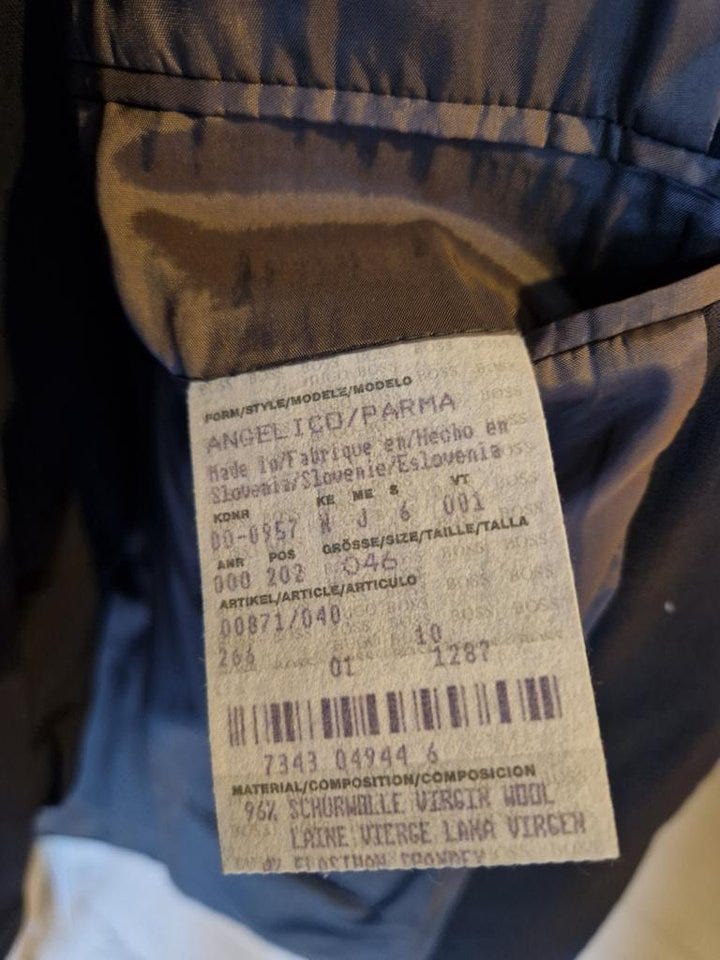 FORM/STYLE/MODELE/MODELO
ANGELICO/PARMA
Made in/Fabrique en/Hecho en
Slovenia/Slovenie/Eslovenia
KDNR KE ME S VT
00-0957 N J 6 001
ANR POS GRÖSSE/SIZE/TAILLE/TALLA
000 202 046
ARTIKEL/ARTICLE/ARTICULO
00871/040
266 10
01 1287
7343 04944 6
MATERIAL/COMPOSITION/COMPOSICION
96% SCHURWOLLE VIRGIN WOOL
LAINE VIERGE LANA VIRGEN
ELASTHAN SPANDEX